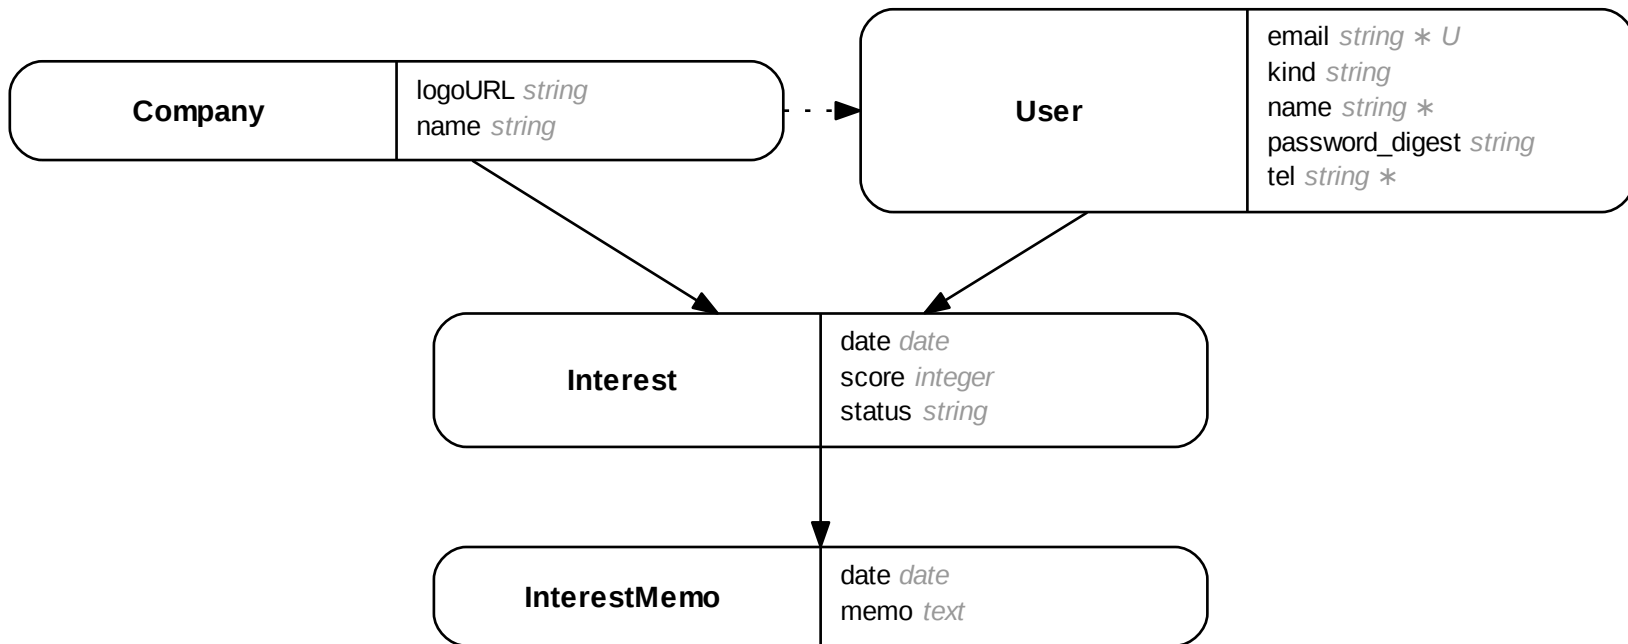 Company
logoURL string
name string
User
email string ∗ U
kind string
name string ∗
password_digest string
tel string ∗
Interest
date date
score integer
status string
InterestMemo
date date
memo text